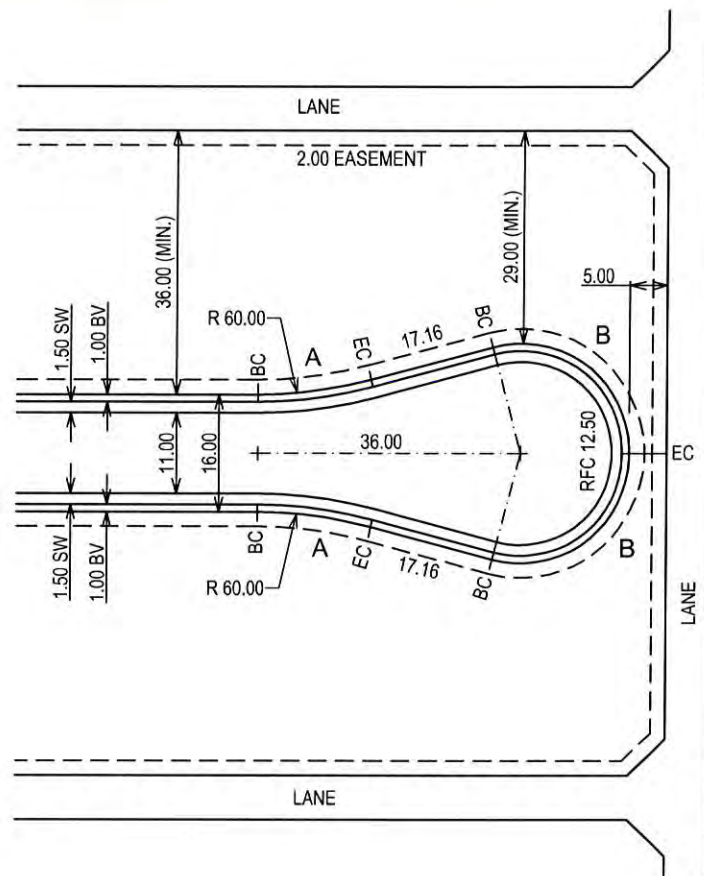 LANE
2.00 EASEMENT
36.00 (MIN.)
29.00 (MIN.)
5.00
1.50 SW
1.00 BV
R 60.00
A
BC
EC
17.16
BC
B
11.00
16.00
36.00
RFC 12.50
EC
1.50 SW
1.00 BV
BC
A
EC
R 60.00
17.16
BC
B
LANE
LANE